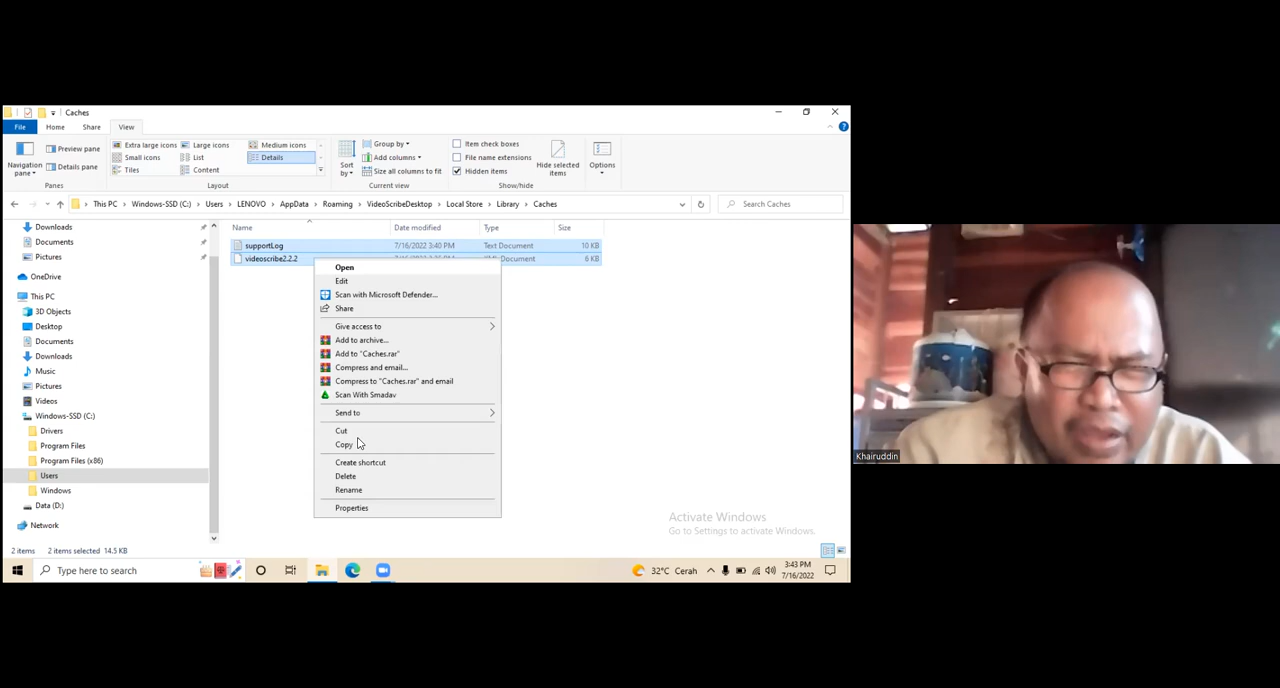 Caches
File Home Share View
Navigation pane
Preview pane
Details pane
Panes
Extra large icons Large icons Medium icons
Small icons List Details
Tiles Content
Layout
Sort by
Group by
Add columns
Size all columns to fit
Current view
Item check boxes
File name extensions
Hidden items
Hide selected items
Show/hide
Options
This PC > Windows-SSD (C:) > Users > LENOVO > AppData > Roaming > VideoScribeDesktop > Local Store > Library > Caches
Search Caches
Downloads
Documents
Pictures
OneDrive
This PC
3D Objects
Desktop
Documents
Downloads
Music
Pictures
Videos
Windows-SSD (C:)
Drivers
Program Files
Program Files (x86)
Users
Windows
Data (D:)
Network
Name Date modified Type Size
supportLog 7/16/2022 3:40 PM Text Document 10 KB
videoscribe2.2.2 Document 6 KB
Open
Edit
Scan with Microsoft Defender...
Share
Give access to
Add to archive...
Add to "Caches.rar"
Compress and email...
Compress to "Caches.rar" and email
Scan With Smadav
Send to
Cut
Copy
Create shortcut
Delete
Rename
Properties
Activate Windows
Go to Settings to activate Windows.
2 items 2 items selected 14.5 KB
Type here to search
32°C Cerah
3:43 PM
7/16/2022
Khairuddin